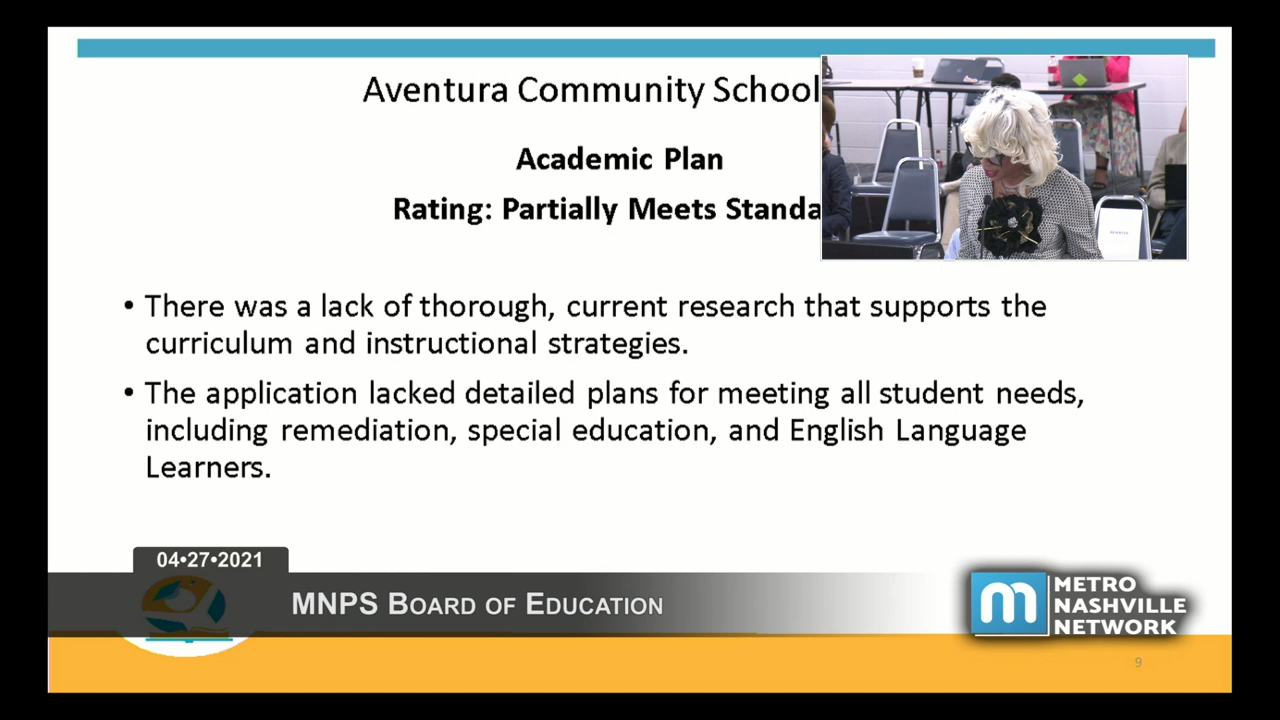 Aventura Community School
Academic Plan
Rating: Partially Meets Standa
• There was a lack of thorough, current research that supports the
curriculum and instructional strategies.
• The application lacked detailed plans for meeting all student needs,
including remediation, special education, and English Language
Learners.
04•27•2021
MNPS BOARD OF EDUCATION
m METRO
NASHVILLE
NETWORK
9